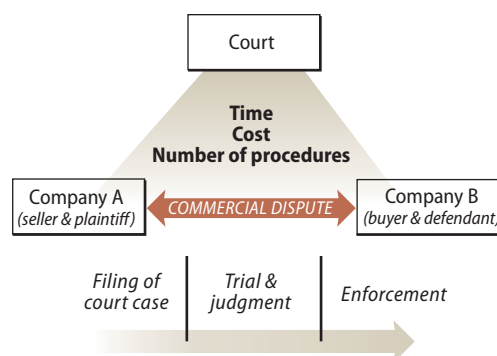 Court
Time
Cost
Number of procedures
Company A
(seller & plaintiff)
COMMERCIAL DISPUTE
Company B
(buyer & defendant)
Filing of
court case
Trial &
judgment
Enforcement